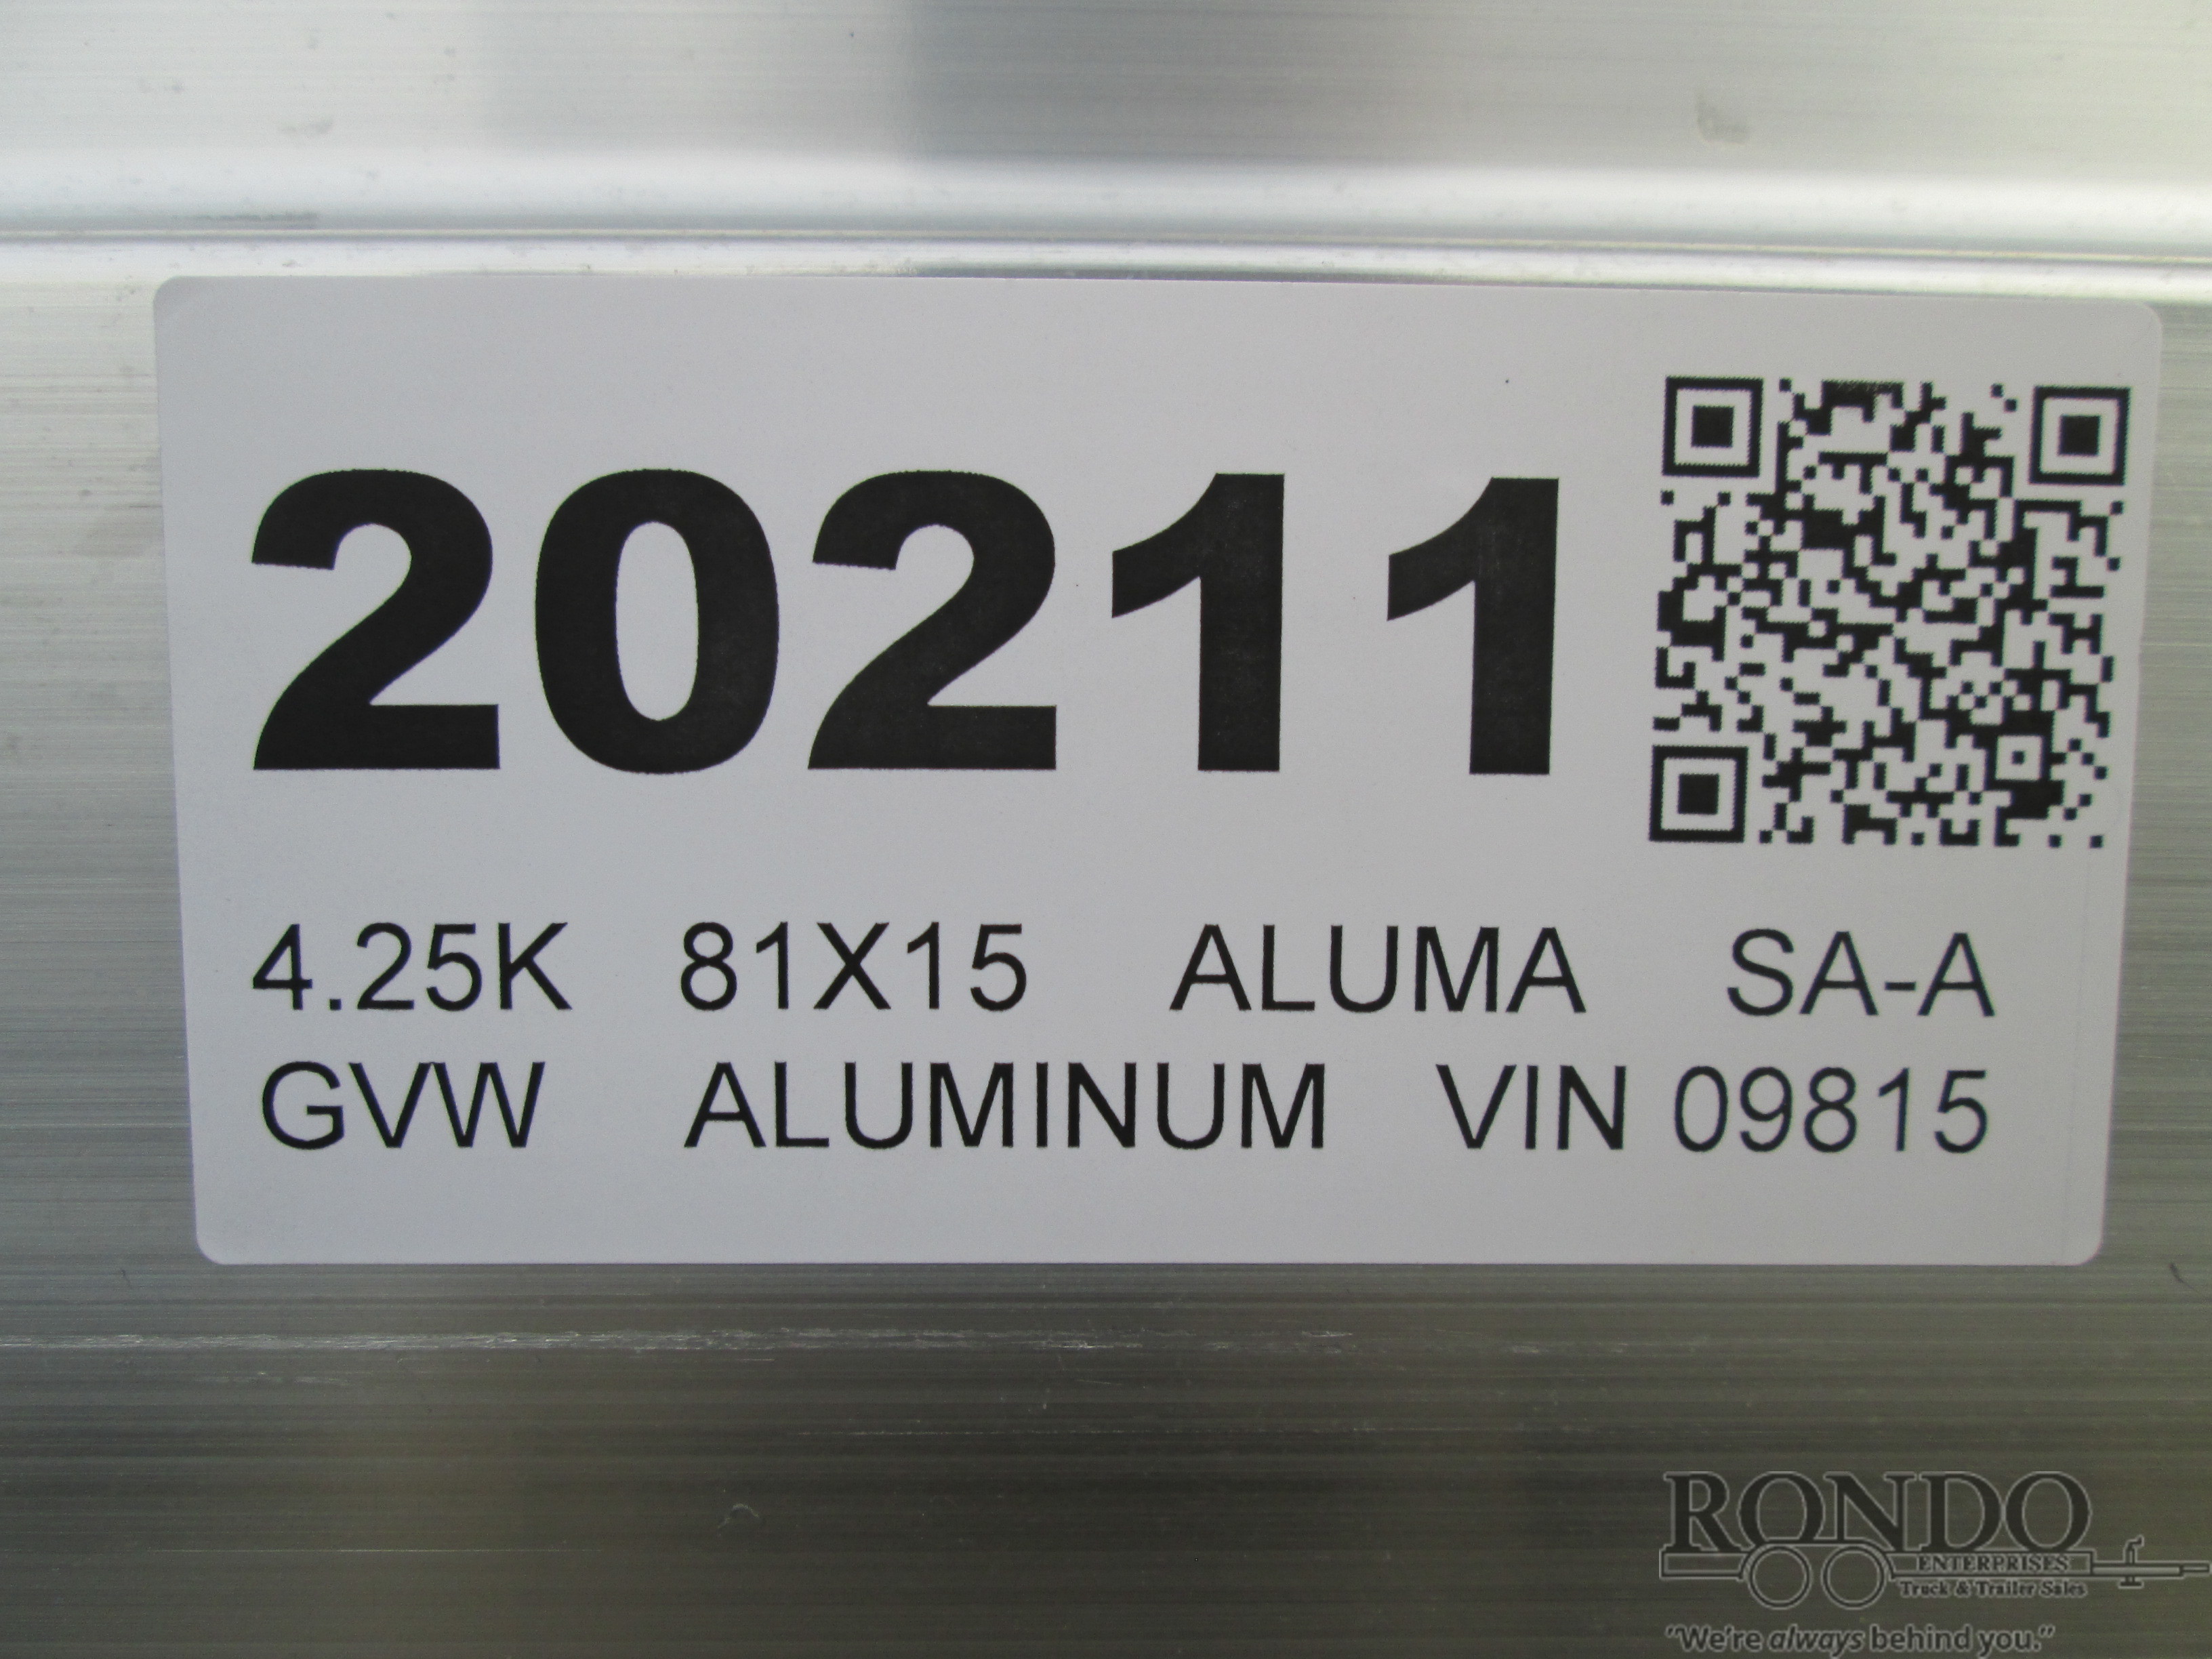 20211
4.25K 81X15 ALUMA SA-A
GVW ALUMINUM VIN 09815
RONDO
ENTERPRISES
Truck & Trailer Sales
"We're always behind you."